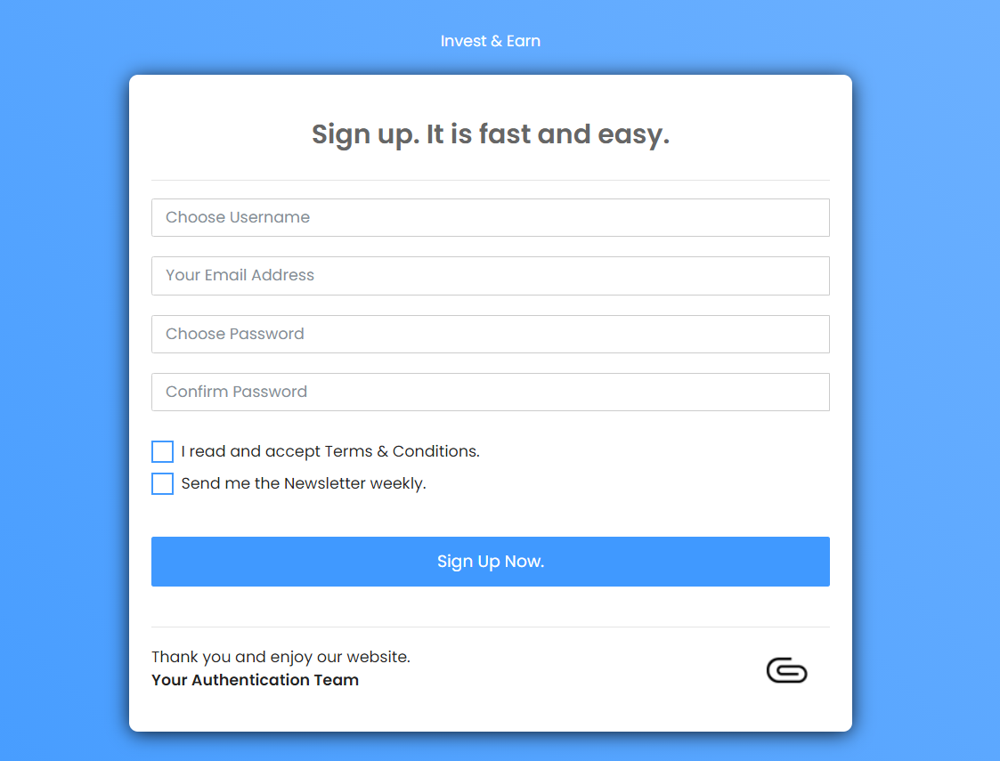 Invest & Earn
Sign up. It is fast and easy.
Choose Username
Your Email Address
Choose Password
Confirm Password
I read and accept Terms & Conditions.
Send me the Newsletter weekly.
Sign Up Now.
Thank you and enjoy our website.
Your Authentication Team